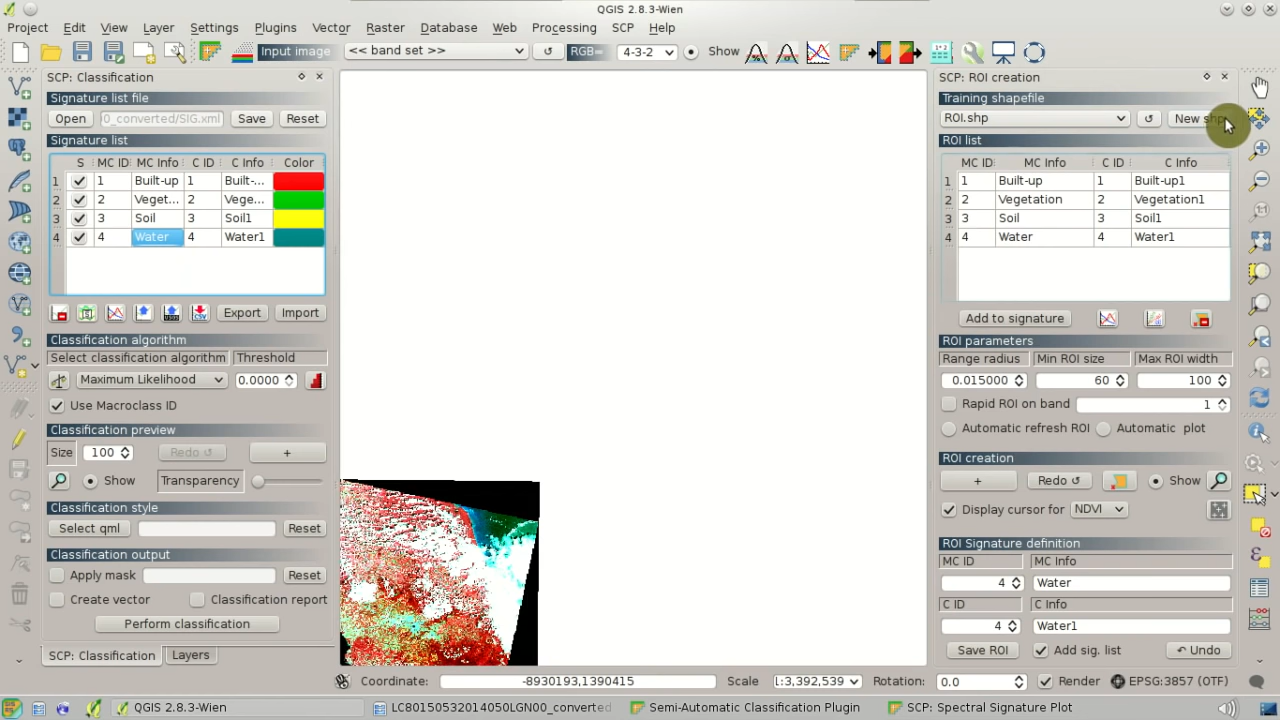 QGIS 2.8.3-Wien
Project Edit View Layer Settings Plugins Vector Raster Database Web Processing SCP Help
Input image << band set >> RGB= 4-3-2 Show
SCP: Classification
Signature list file
Open 0_converted/SIG.xml Save Reset
Signature list
S MC ID MC Info C ID C Info Color
1 1 Built-up 1 Built-...
2 2 Veget... 2 Vege...
3 3 Soil 3 Soil1
4 4 Water 4 Water1
Export Import
Classification algorithm
Select classification algorithm Threshold
Maximum Likelihood 0.0000
Use Macroclass ID
Classification preview
Size 100 Redo ↺ +
Show Transparency
Classification style
Select qml Reset
Classification output
Apply mask Reset
Create vector Classification report
Perform classification
SCP: Classification Layers
SCP: ROI creation
Training shapefile
ROI.shp New shp
ROI list
MC ID MC Info C ID C Info
1 1 Built-up 1 Built-up1
2 2 Vegetation 2 Vegetation1
3 3 Soil 3 Soil1
4 4 Water 4 Water1
Add to signature
ROI parameters
Range radius Min ROI size Max ROI width
0.015000 60 100
Rapid ROI on band 1
Automatic refresh ROI Automatic plot
ROI creation
+ Redo ↺ Show
Display cursor for NDVI
ROI Signature definition
MC ID MC Info
4 Water
C ID C Info
4 Water1
Save ROI Add sig. list Undo
Coordinate: -8930193,1390415 Scale 1:3,392,539 Rotation: 0.0 Render EPSG:3857 (OTF)
QGIS 2.8.3-Wien LC80150532014050LGN00_converted Semi-Automatic Classification Plugin SCP: Spectral Signature Plot